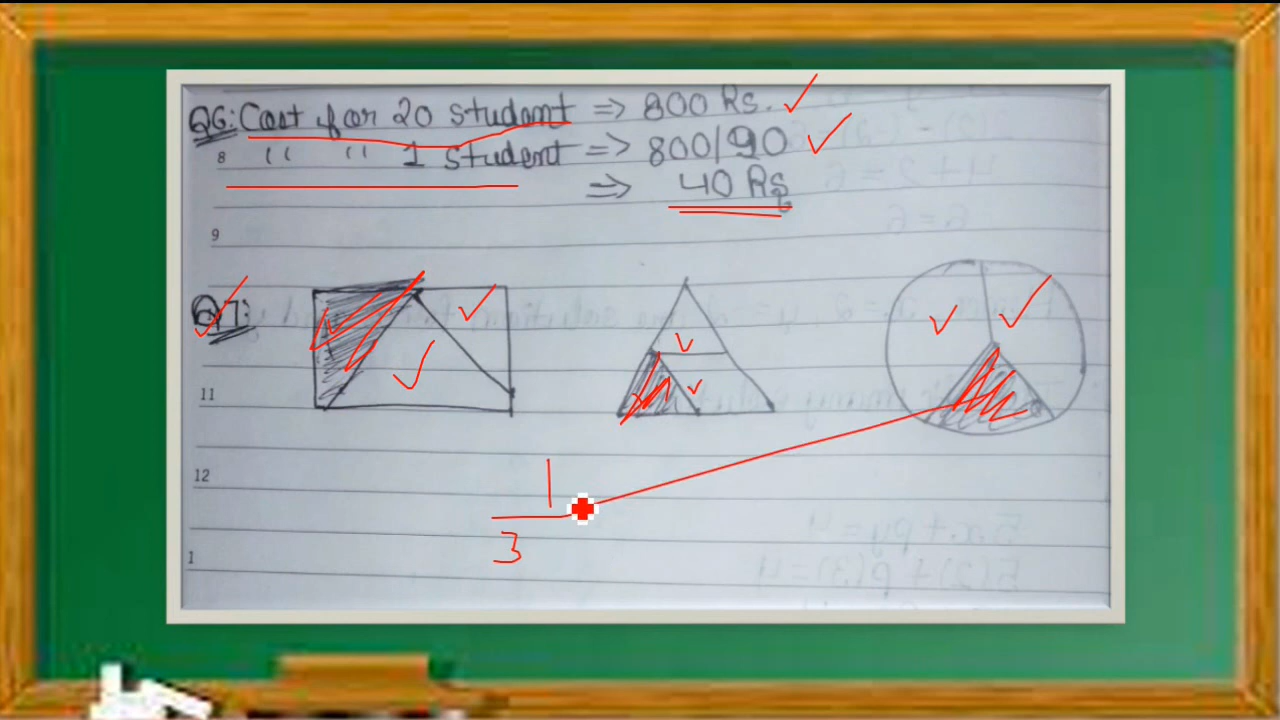 Q6: Cost for 20 student => 800 Rs.
8 " " 1 student => 800/90
=> 40 Rs
9
Q7:
11
12
1
3
1